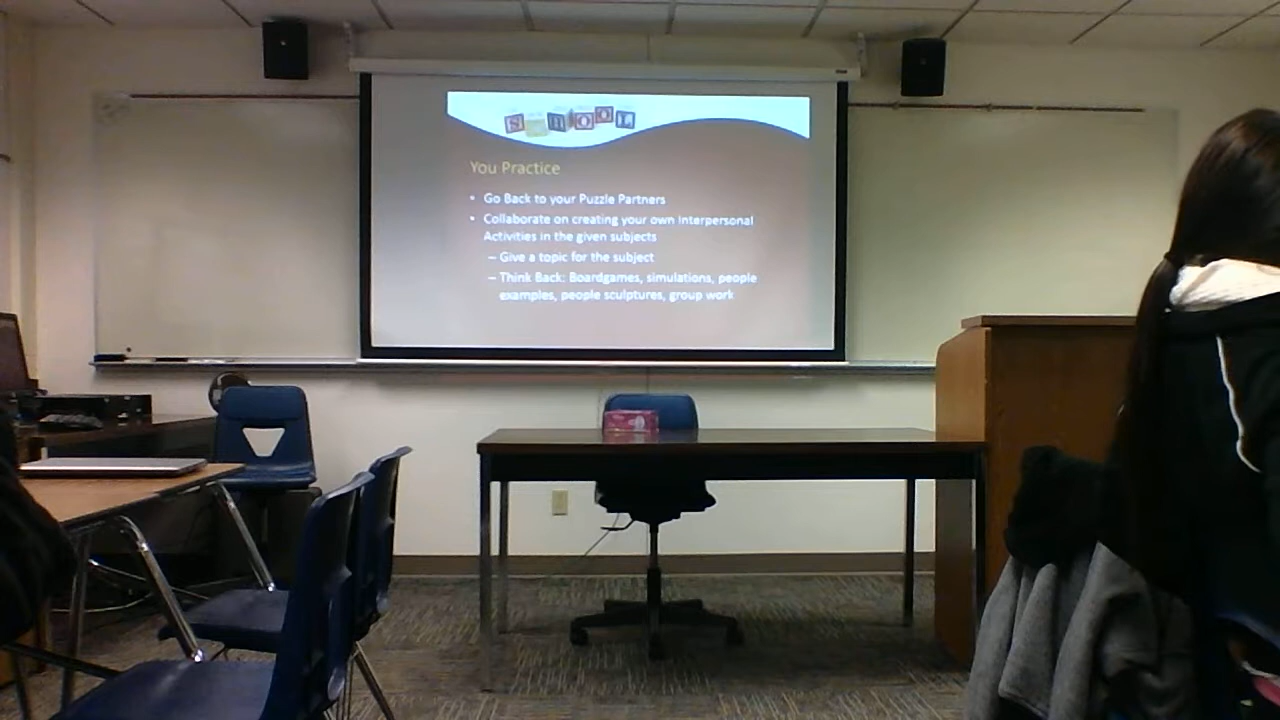 SCHOOL
You Practice
• Go Back to your Puzzle Partners
• Collaborate on creating your own Interpersonal
Activities in the given subjects
– Give a topic for the subject
– Think Back: Boardgames, simulations, people
examples, people sculptures, group work